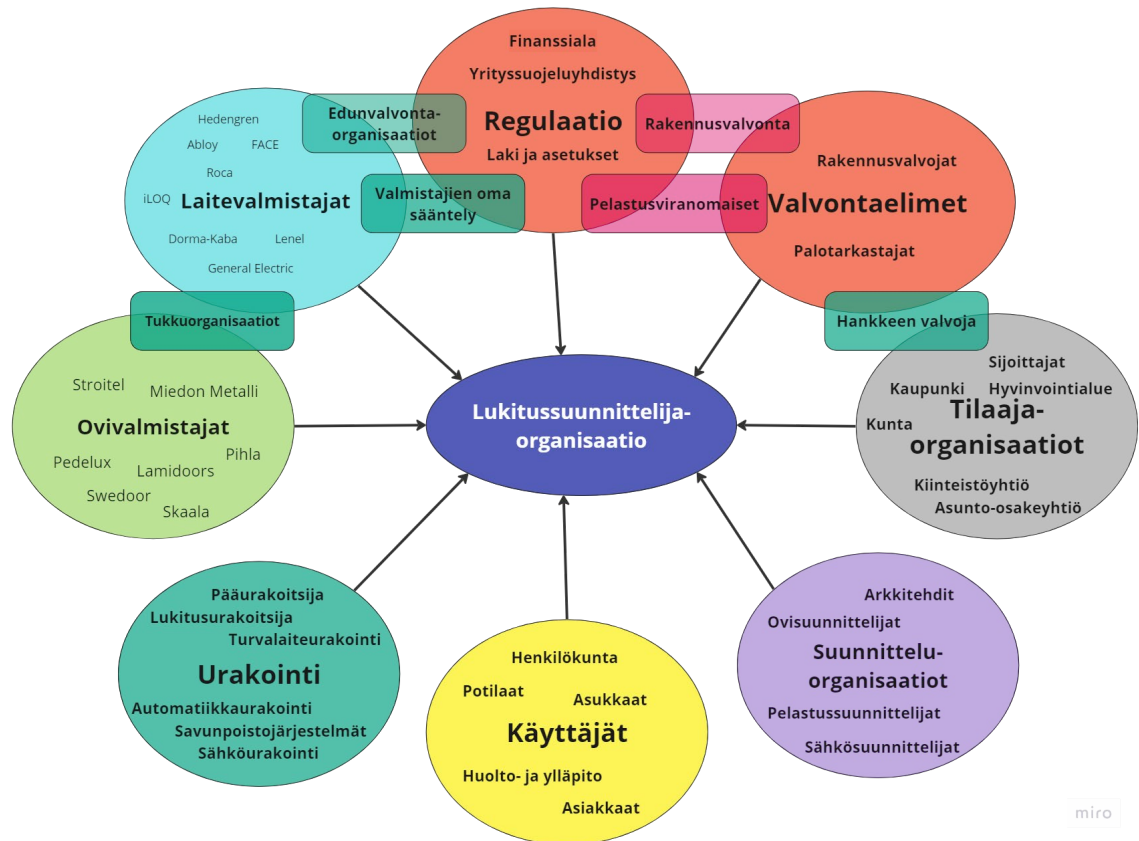 Finanssiala
Yrityssuojeluyhdistys
Regulaatio
Laki ja asetukset
Edunvalvonta-
organisaatiot
Valmistajien oma
sääntely
Rakennusvalvonta
Pelastusviranomaiset
Hedengren
Abloy
FACE
Roca
iLOQ
Laitevalmistajat
Dorma-Kaba
Lenel
General Electric
Rakennusvalvojat
Valvontaelimet
Palotarkastajat
Tukkuorganisaatiot
Hankkeen valvoja
Stroitel
Miedon Metalli
Ovivalmistajat
Pedelux
Lamidoors
Pihla
Swedoor
Skaala
Lukitussuunnittelija-
organisaatio
Sijoittajat
Kaupunki
Hyvinvointialue
Kunta
Tilaaja-
organisaatiot
Kiinteistöyhtiö
Asunto-osakeyhtiö
Pääurakoitsija
Lukitusurakoitsija
Turvalaiteurakointi
Urakointi
Automatiikkaurakointi
Savunpoistojärjestelmät
Sähköurakointi
Henkilökunta
Potilaat
Asukkaat
Käyttäjät
Huolto- ja ylläpito
Asiakkaat
Arkkitehdit
Ovisuunnittelijat
Suunnittelu-
organisaatiot
Pelastussuunnittelijat
Sähkösuunnittelijat
miro